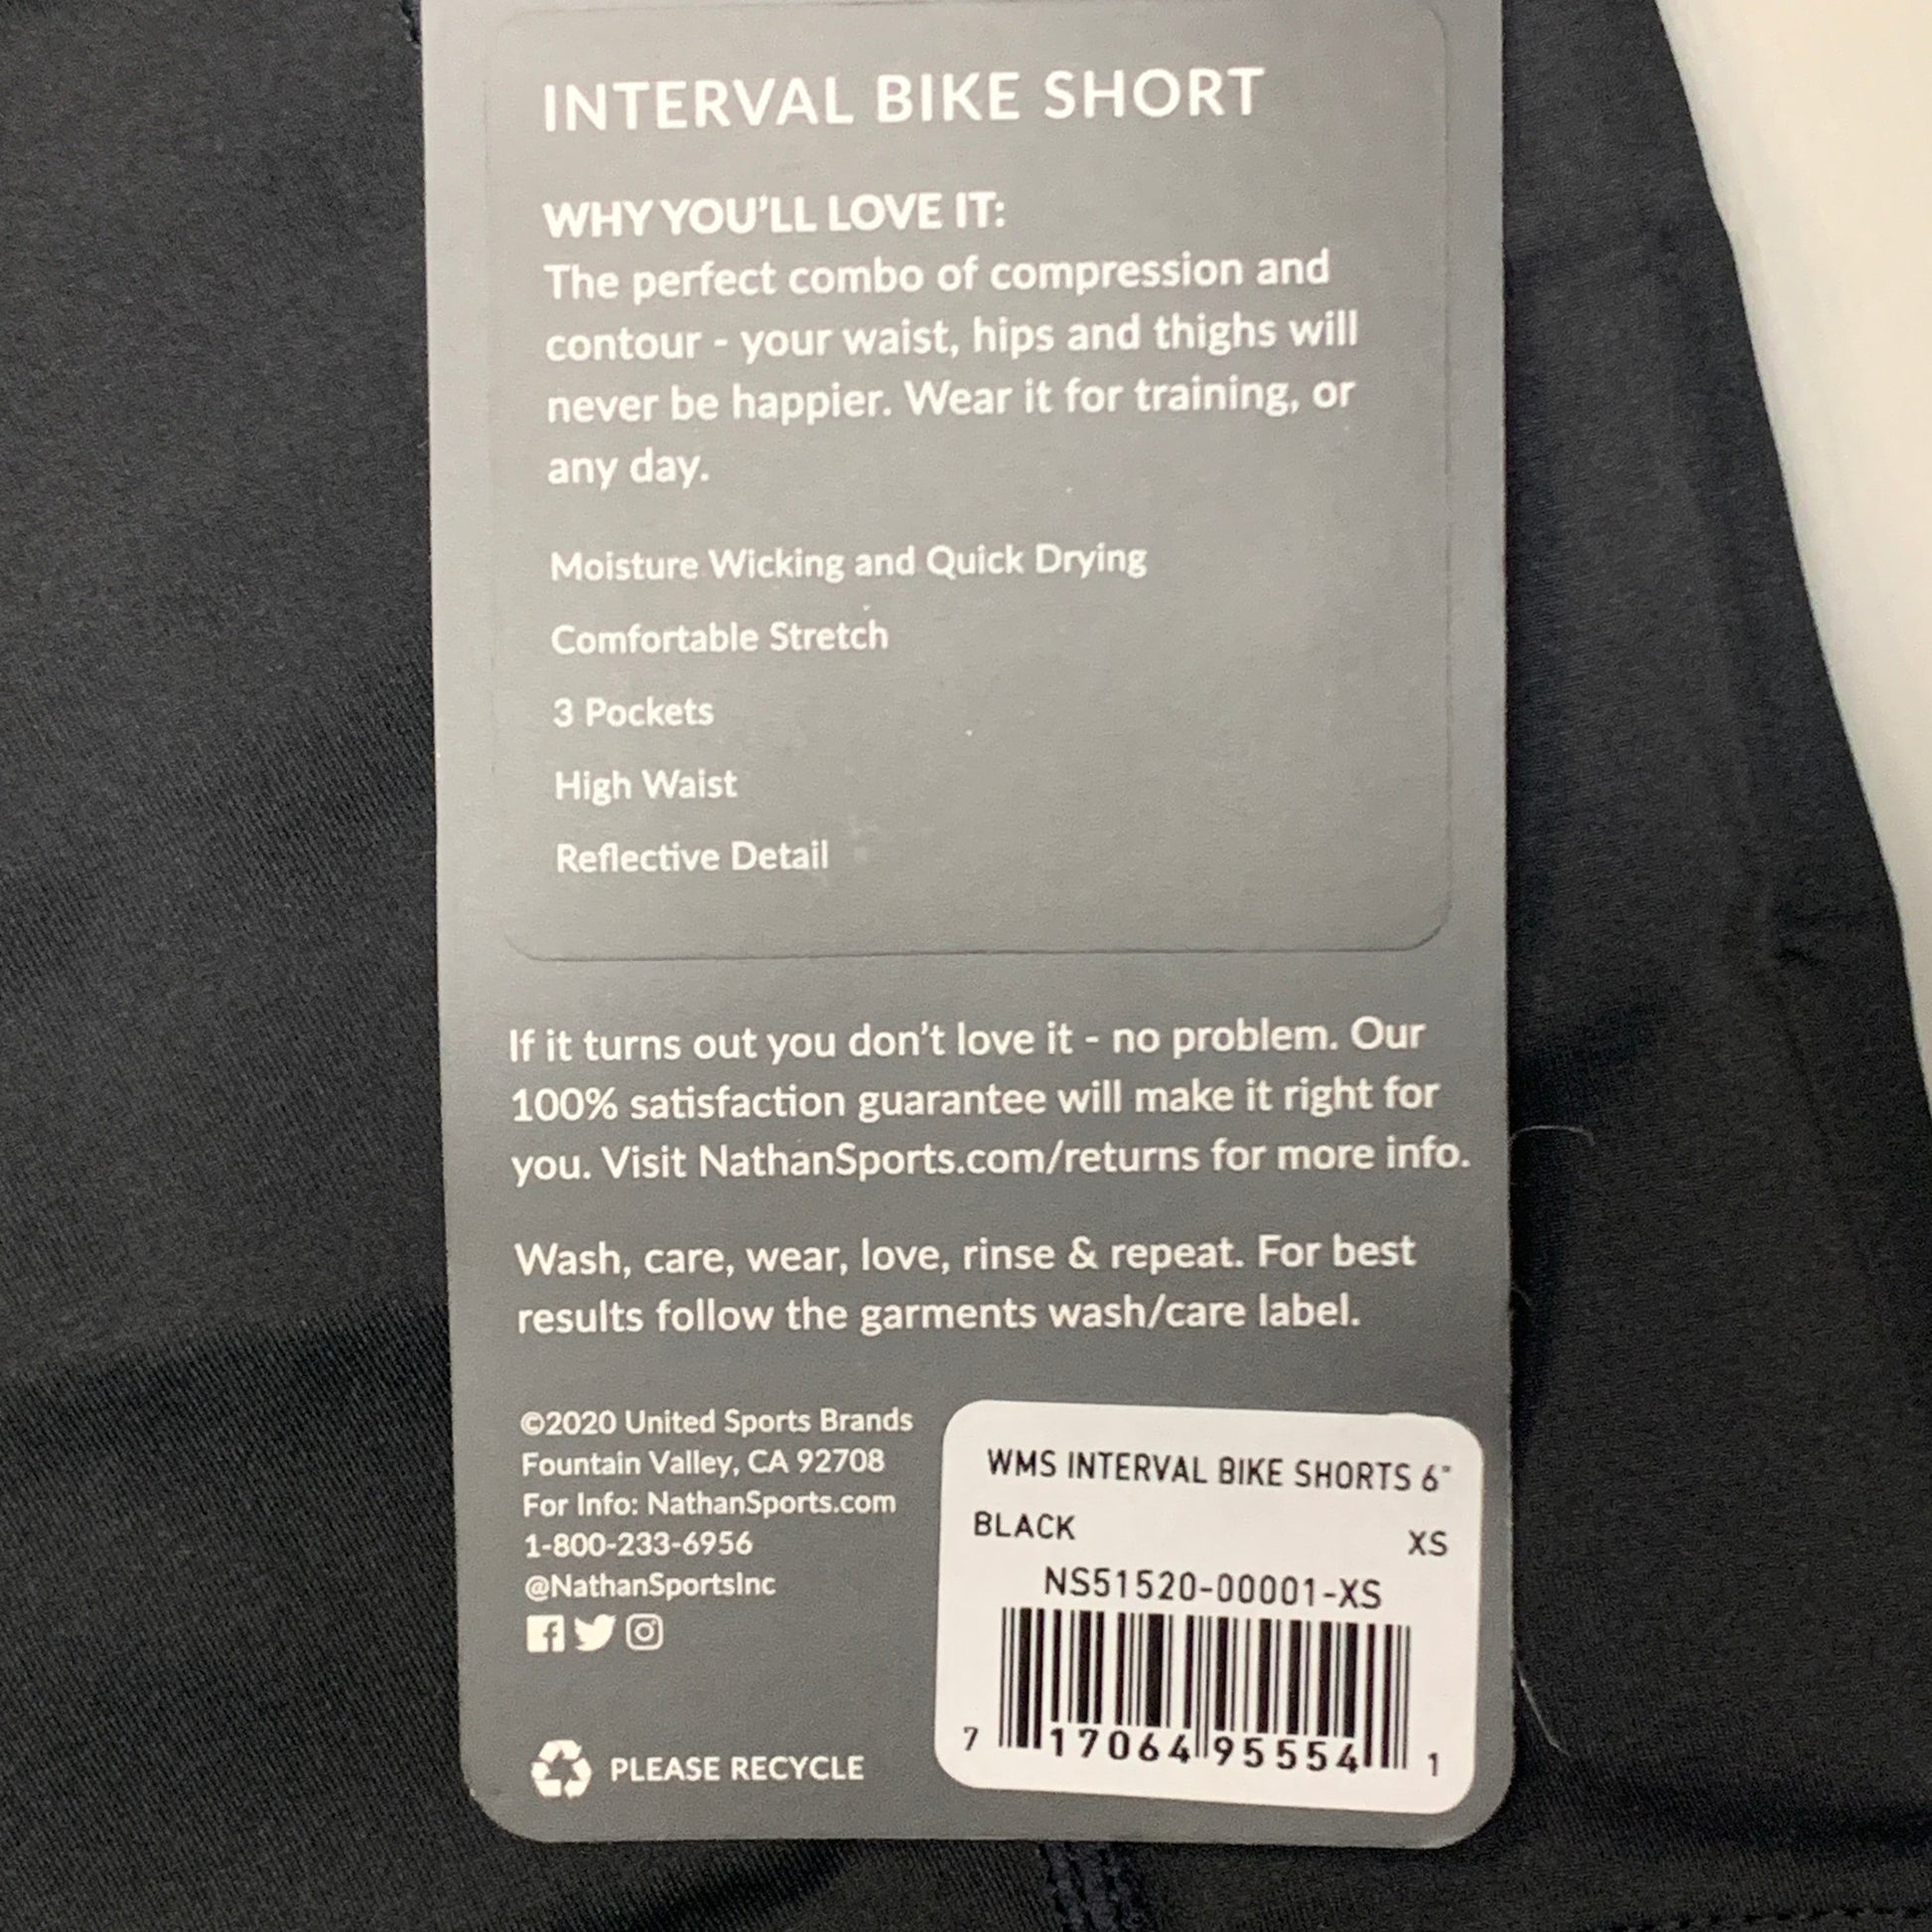 INTERVAL BIKE SHORT
WHY YOU'LL LOVE IT:
The perfect combo of compression and
contour - your waist, hips and thighs will
never be happier. Wear it for training, or
any day.
Moisture Wicking and Quick Drying
Comfortable Stretch
3 Pockets
High Waist
Reflective Detail
If it turns out you don't love it - no problem. Our
100% satisfaction guarantee will make it right for
you. Visit NathanSports.com/returns for more info.
Wash, care, wear, love, rinse & repeat. For best
results follow the garments wash/care label.
©2020 United Sports Brands
Fountain Valley, CA 92708
For Info: NathanSports.com
1-800-233-6956
@NathanSportsInc
PLEASE RECYCLE
WMS INTERVAL BIKE SHORTS 6"
BLACK XS
NS51520-00001-XS
7 17064 95554 1